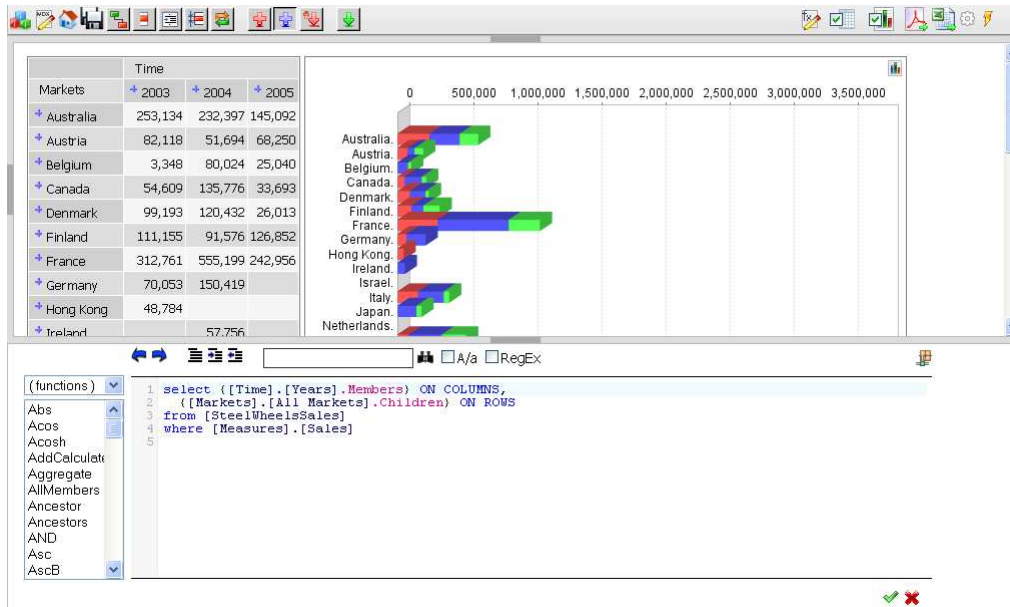 MDX
Time
Markets 2003 2004 2005
Australia 253,134 232,397 145,092
Austria 82,118 51,694 68,250
Belgium 3,348 80,024 25,040
Canada 54,609 135,776 33,693
Denmark 99,193 120,432 26,013
Finland 111,155 91,576 126,852
France 312,761 555,199 242,956
Germany 70,053 150,419
Hong Kong 48,784
Ireland 57,756
0 500,000 1,000,000 1,500,000 2,000,000 2,500,000 3,000,000 3,500,000
Australia.
Austria.
Belgium.
Canada.
Denmark.
Finland.
France.
Germany.
Hong Kong.
Ireland.
Israel.
Italy.
Japan.
Netherlands.
A/a RegEx
(functions)
Abs
Acos
Acosh
AddCalculate
Aggregate
AllMembers
Ancestor
Ancestors
AND
Asc
AscB
1 select {[Time].[Years].Members} ON COLUMNS,
2 {[Markets].[All Markets].Children} ON ROWS
3 from [SteelWheelsSales]
4 where [Measures].[Sales]
5